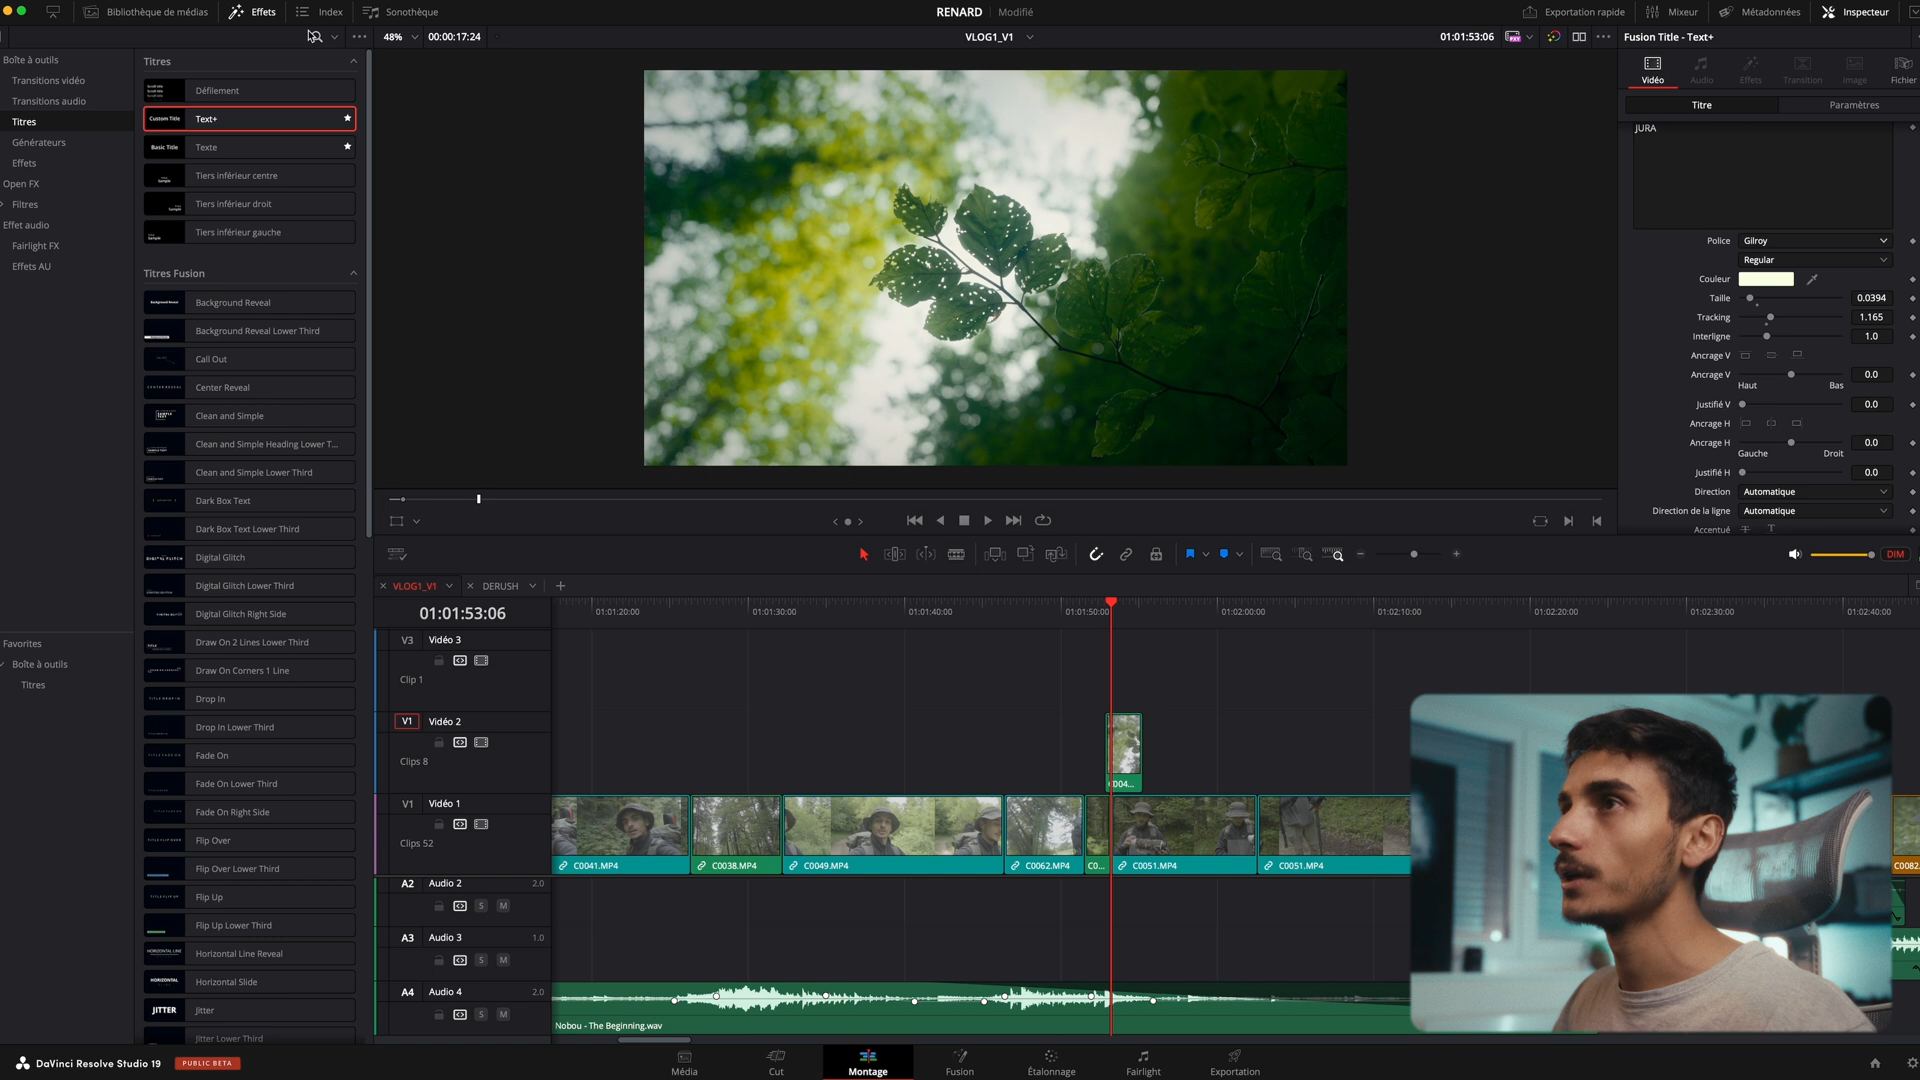 Bibliothèque de médias
Effets
Index
Sonothèque
RENARD
Modifié
Exportation rapide
Mixeur
Métadonnées
Inspecteur
48%
00:00:17:24
VLOG1_V1
01:01:53:06
Fusion Title - Text+
Boîte à outils
Transitions vidéo
Transitions audio
Titres
Générateurs
Effets
Open FX
Filtres
Effet audio
Fairlight FX
Effets AU
Favorites
Boîte à outils
Titres
Titres
Défilement
Custom Title
Text+
Basic Title
Texte
Tiers inférieur centre
Tiers inférieur droit
Tiers inférieur gauche
Titres Fusion
Background Reveal
Background Reveal Lower Third
Call Out
Center Reveal
Clean and Simple
Clean and Simple Heading Lower T...
Clean and Simple Lower Third
Dark Box Text
Dark Box Text Lower Third
Digital Glitch
Digital Glitch Lower Third
Digital Glitch Right Side
Draw On 2 Lines Lower Third
Draw On Corners 1 Line
Drop In
Drop In Lower Third
Fade On
Fade On Lower Third
Fade On Right Side
Flip Over
Flip Over Lower Third
Flip Up
Flip Up Lower Third
Horizontal Line Reveal
HORIZONTAL
Horizontal Slide
JITTER
Jitter
Jitter Lower Third
Vidéo
Audio
Effets
Transition
Image
Fichier
Titre
Paramètres
JURA
Police
Gilroy
Regular
Couleur
Taille
0.0394
Tracking
1.165
Interligne
1.0
Ancrage V
Ancrage V
0.0
Haut
Bas
Justifié V
0.0
Ancrage H
Ancrage H
0.0
Gauche
Droit
Justifié H
0.0
Direction
Automatique
Direction de la ligne
Automatique
Accentué
DIM
VLOG1_V1
DERUSH
01:01:53:06
01:01:20:00
01:01:30:00
01:01:40:00
01:01:50:00
01:02:00:00
01:02:10:00
01:02:20:00
01:02:30:00
01:02:40:00
V3
Vidéo 3
Clip 1
V1
Vidéo 2
Clips 8
V1
Vidéo 1
Clips 52
C0041.MP4
C0038.MP4
C0049.MP4
C0062.MP4
C0...
C0051.MP4
C0051.MP4
C0082.
A2
Audio 2
2.0
S
M
A3
Audio 3
1.0
S
M
A4
Audio 4
2.0
S
M
Nobou - The Beginning.wav
DaVinci Resolve Studio 19
PUBLIC BETA
Média
Cut
Montage
Fusion
Étalonnage
Fairlight
Exportation